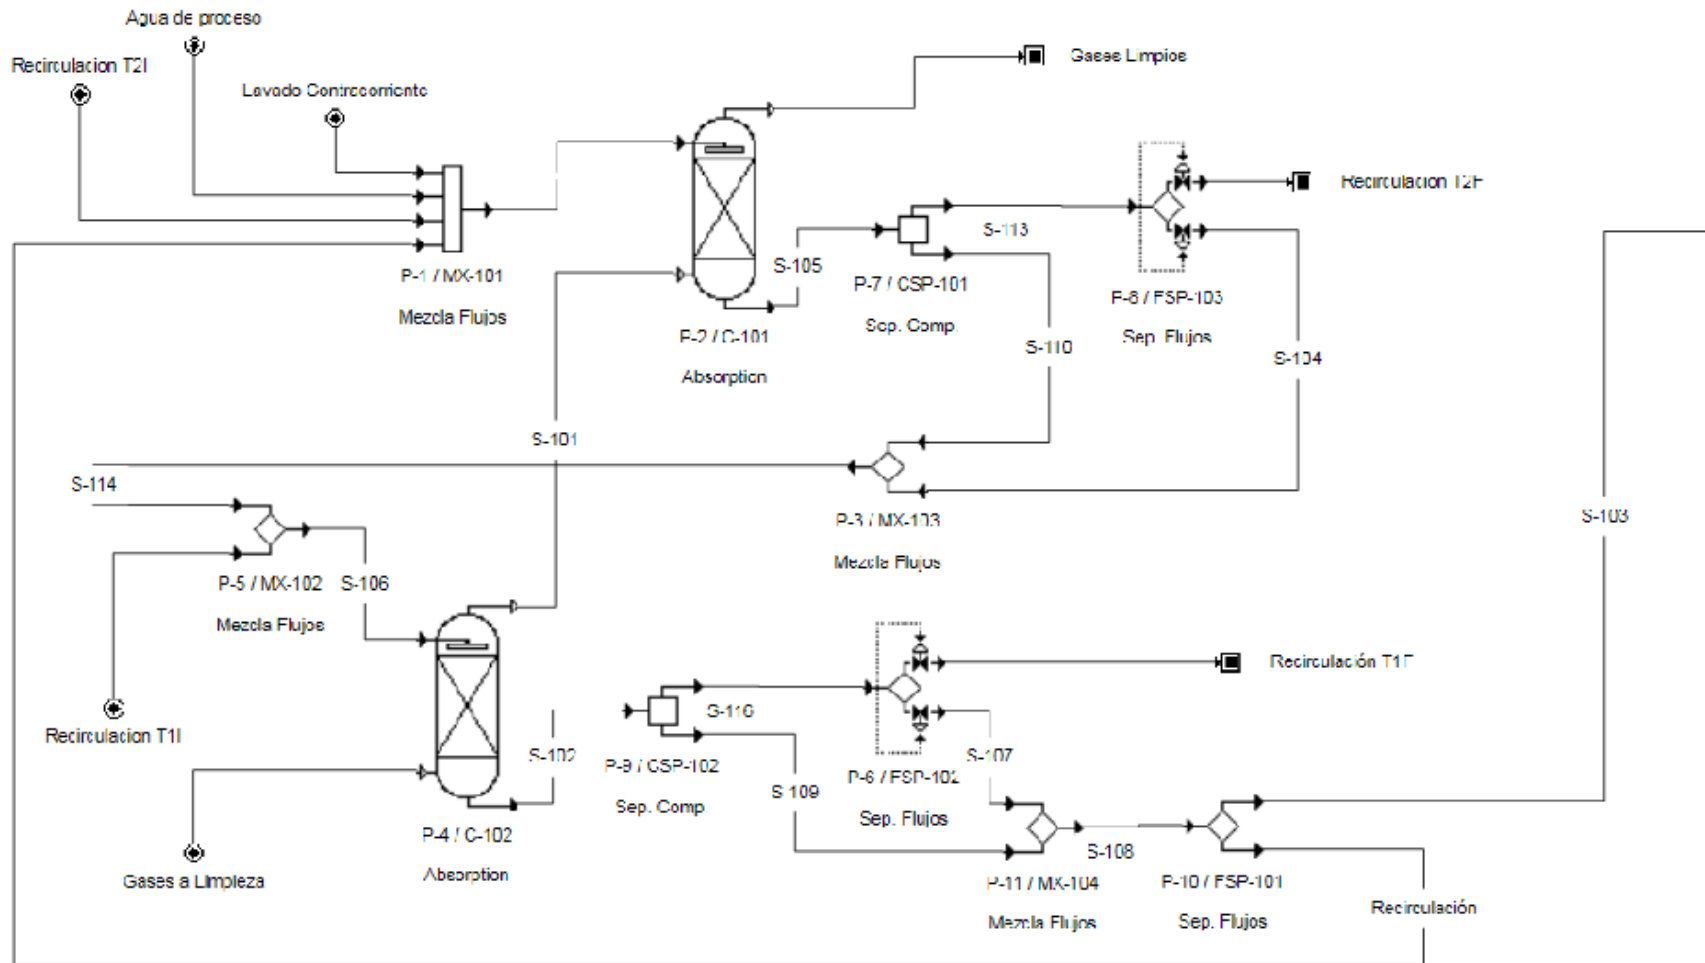 Agua de proceso
Recirculacion T2I
Lavado Contracorriente
Gases Limpios
Recirculacion T2F
P-1 / MX-101
Mezcla Flujos
P-2 / C-101
Absorption
S-105
P-7 / CSP-101
Sep. Comp.
S-113
P-8 / FSP-103
Sep. Flujos
S-110
S-104
S-101
S-114
P-3 / MX-103
Mezcla Flujos
S-103
P-5 / MX-102
Mezcla Flujos
S-106
Recirculacion T1I
Gases a Limpieza
P-4 / C-102
Absorption
S-102
P-9 / CSP-102
Sep. Comp
S-109
P-6 / FSP-102
Sep. Flujos
Recirculación T1F
S-107
S-108
P-11 / MX-104
Mezcla Flujos
P-10 / FSP-101
Sep. Flujos
Recirculación